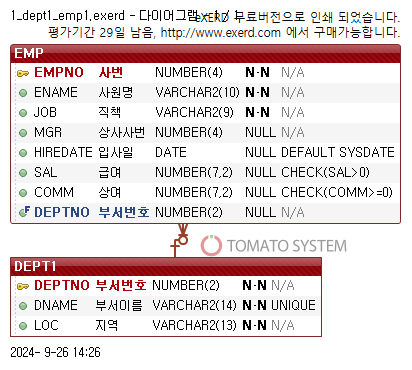 1_dept1_emp1.exerd - 다이어그램 eXERD 무료버전으로 인쇄 되었습니다.
평가기간 29일 남음, http://www.exerd.com 에서 구매가능합니다.
EMP
EMPNO 사번 NUMBER(4) N-N N/A
ENAME 사원명 VARCHAR2(10) N-N N/A
JOB 직책 VARCHAR2(9) N-N N/A
MGR 상사사번 NUMBER(4) NULL N/A
HIREDATE 입사일 DATE NULL DEFAULT SYSDATE
SAL 급여 NUMBER(7,2) NULL CHECK(SAL>0)
COMM 상여 NUMBER(7,2) NULL CHECK(COMM>=0)
F DEPTNO 부서번호 NUMBER(2) NULL N/A
TOMATO SYSTEM
DEPT1
DEPTNO 부서번호 NUMBER(2) N-N N/A
DNAME 부서이름 VARCHAR2(14) N-N UNIQUE
LOC 지역 VARCHAR2(13) N-N N/A
2024- 9-26 14:26